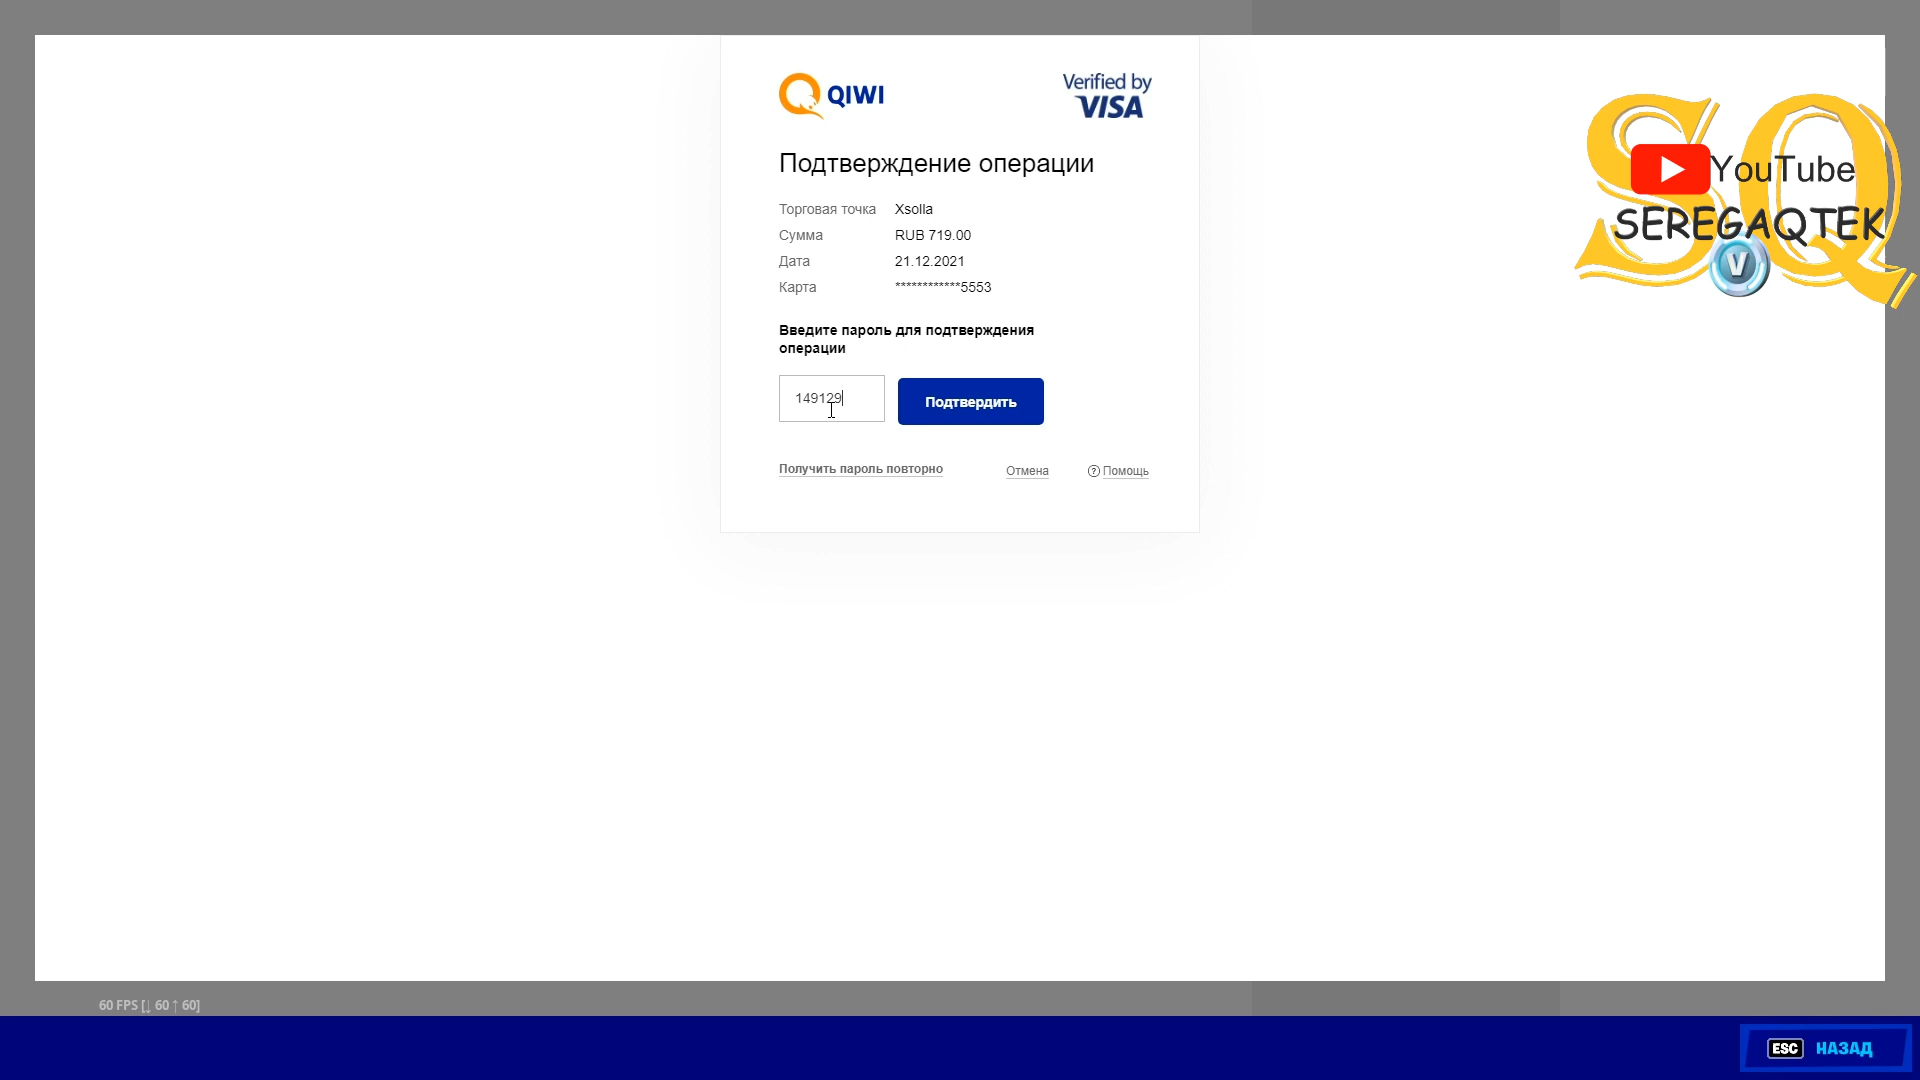 QIWI
Verified by
VISA
Подтверждение операции
Торговая точка Xsolla
Сумма RUB 719.00
Дата 21.12.2021
Карта ************5553
Введите пароль для подтверждения
операции
149129
Подтвердить
Получить пароль повторно
Отмена
? Помощь
SQ
YouTube
SEREGAQTEK
V
60 FPS [↓ 60 ↑ 60]
ESC НАЗАД